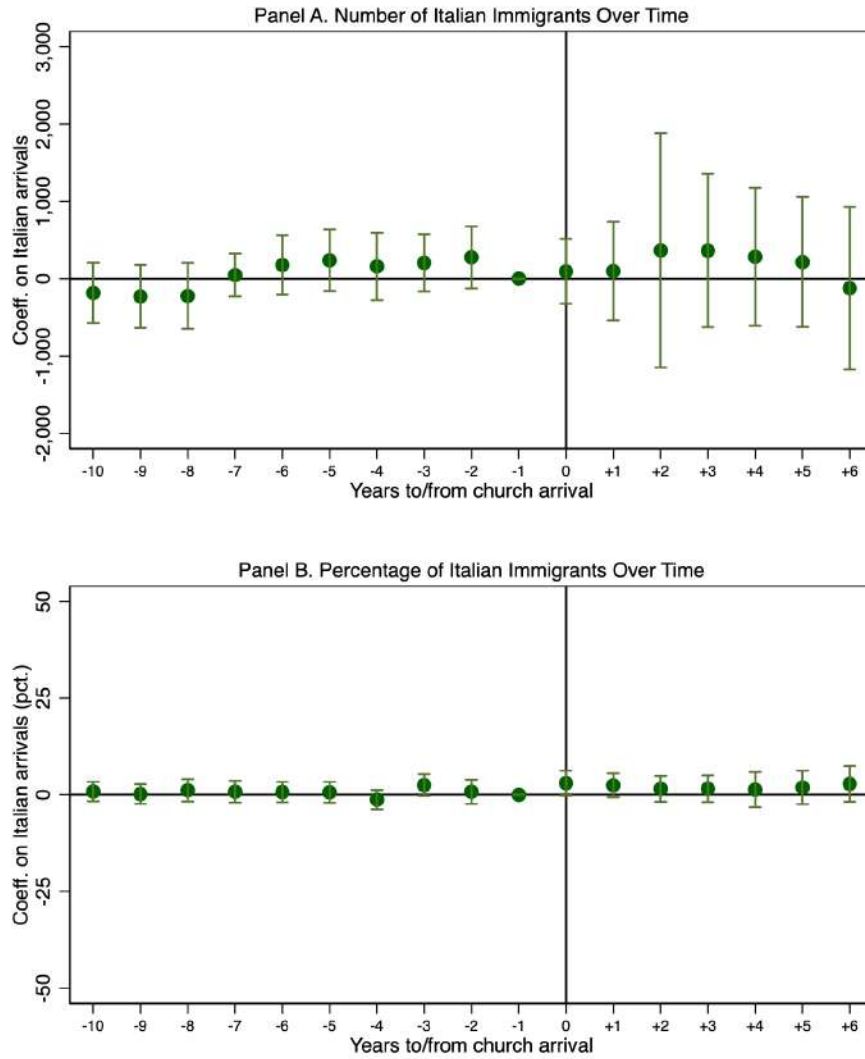 Panel A. Number of Italian Immigrants Over Time
Coeff. on Italian arrivals
3,000
2,000
1,000
0
-1,000
-2,000
-10 -9 -8 -7 -6 -5 -4 -3 -2 -1 0 +1 +2 +3 +4 +5 +6
Years to/from church arrival
Panel B. Percentage of Italian Immigrants Over Time
Coeff. on Italian arrivals (pct.)
50
25
0
-25
-50
-10 -9 -8 -7 -6 -5 -4 -3 -2 -1 0 +1 +2 +3 +4 +5 +6
Years to/from church arrival